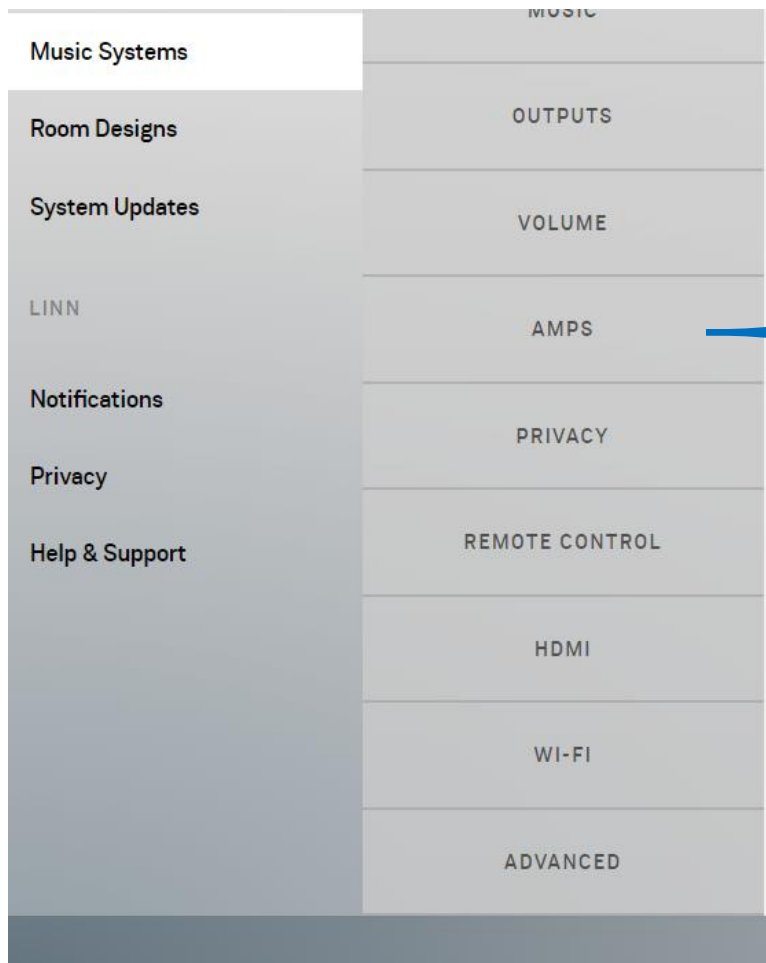 Music Systems
Room Designs
System Updates
LINN
Notifications
Privacy
Help & Support
MUSIC
OUTPUTS
VOLUME
AMPS
PRIVACY
REMOTE CONTROL
HDMI
WI-FI
ADVANCED